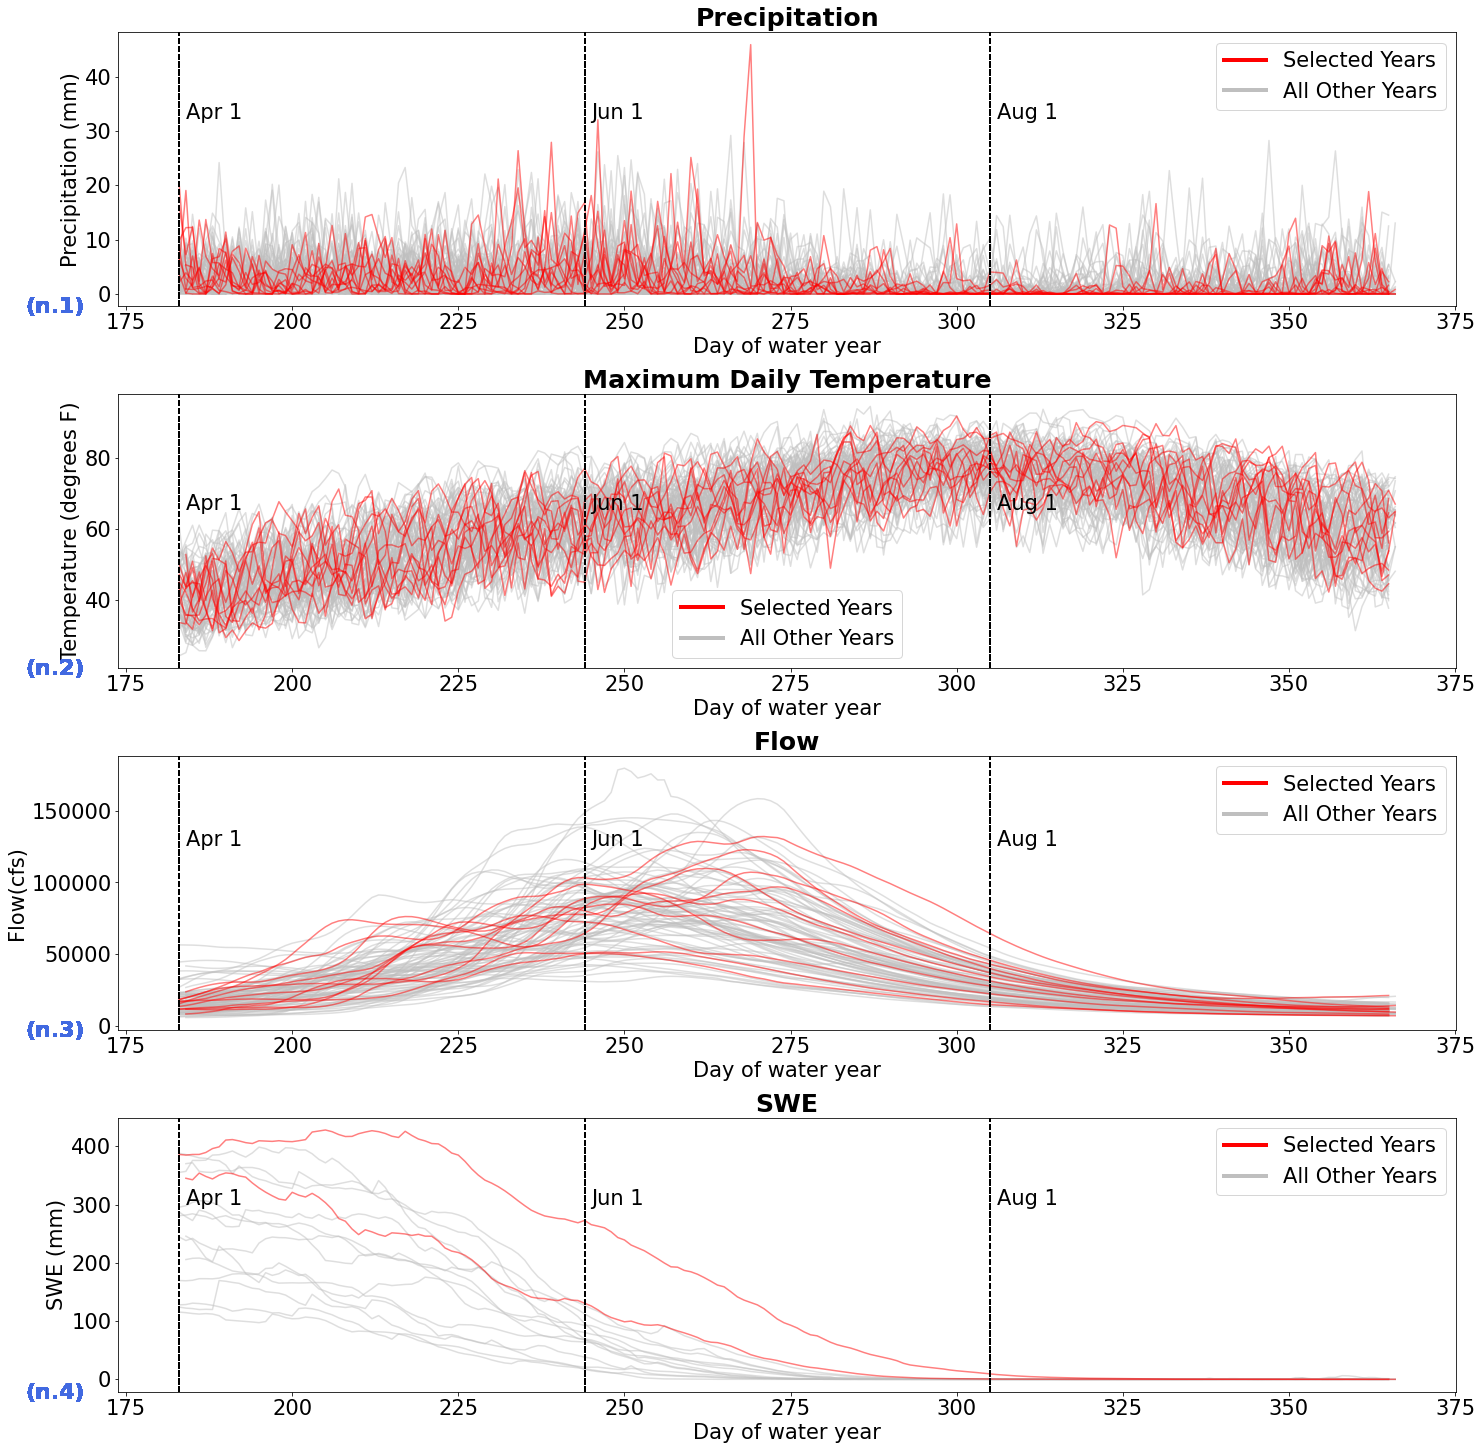 Precipitation
Precipitation (mm)
40
30
20
10
0
Apr 1
Jun 1
Aug 1
Selected Years
All Other Years
(n.1)
175 200 225 250 275 300 325 350 375
Day of water year
Maximum Daily Temperature
Temperature (degrees F)
80
60
40
Apr 1
Jun 1
Aug 1
Selected Years
All Other Years
(n.2)
175 200 225 250 275 300 325 350 375
Day of water year
Flow
Flow(cfs)
150000
100000
50000
0
Apr 1
Jun 1
Aug 1
Selected Years
All Other Years
(n.3)
175 200 225 250 275 300 325 350 375
Day of water year
SWE
SWE (mm)
400
300
200
100
0
Apr 1
Jun 1
Aug 1
Selected Years
All Other Years
(n.4)
175 200 225 250 275 300 325 350 375
Day of water year